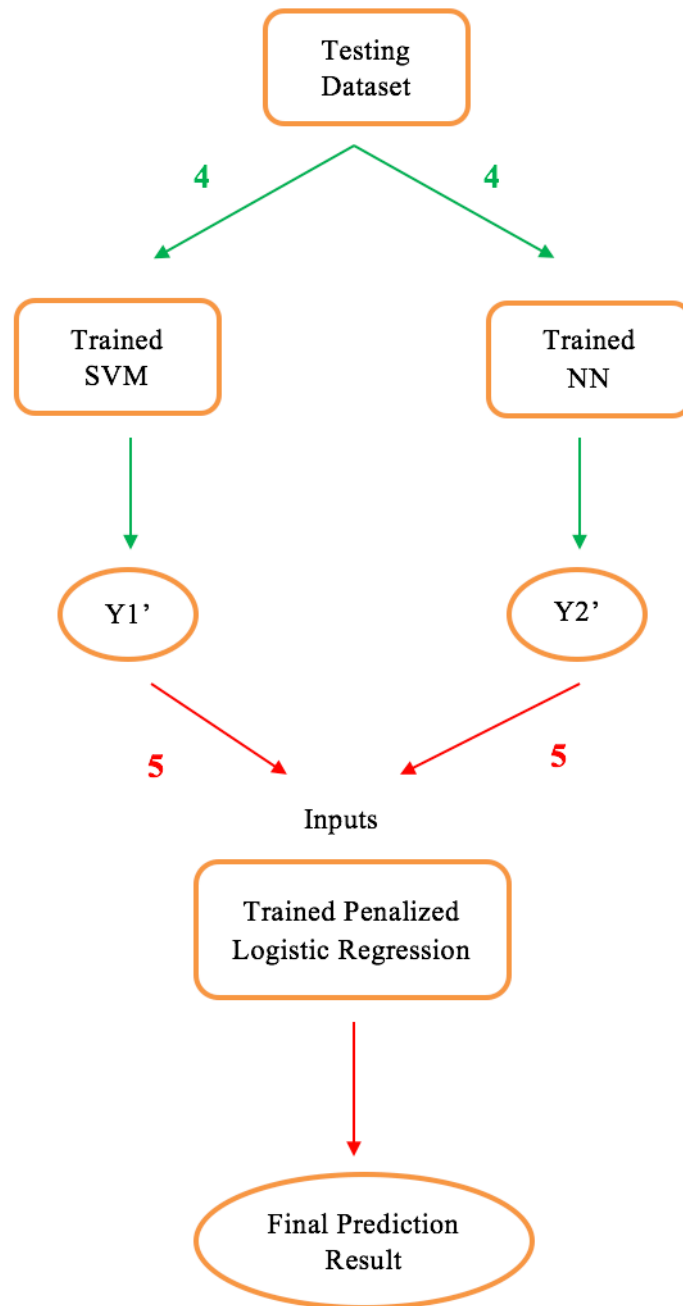 Testing
Dataset
4
4
Trained
SVM
Trained
NN
Y1’
Y2’
5
5
Inputs
Trained Penalized
Logistic Regression
Final Prediction
Result